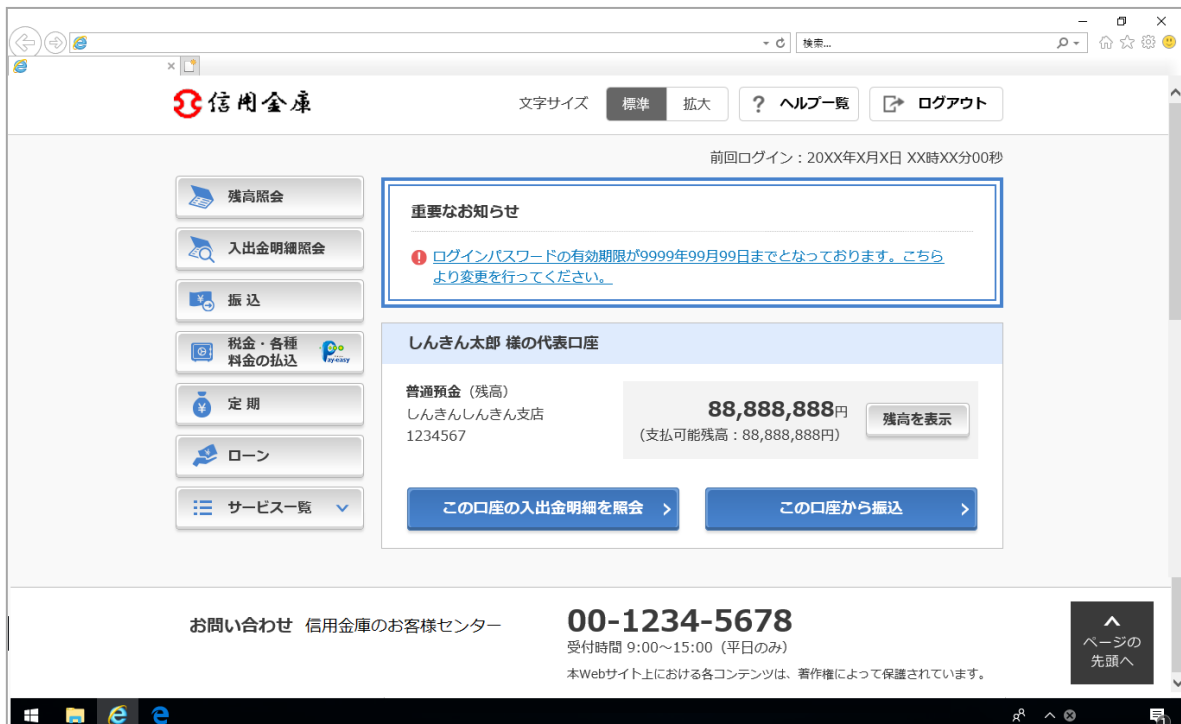 検索...
信用金庫
文字サイズ 標準 拡大 ? ヘルプ一覧 ログアウト
前回ログイン：20XX年X月X日 XX時XX分00秒
残高照会
入出金明細照会
振込
税金・各種
料金の払込
Pay-easy
定期
ローン
サービス一覧
重要なお知らせ
ログインパスワードの有効期限が9999年99月99日までとなっております。こちら
より変更を行ってください。
しんきん太郎 様の代表口座
普通預金（残高）
しんきんしんきん支店
1234567
88,888,888円
（支払可能残高：88,888,888円）
残高を表示
この口座の入出金明細を照会
この口座から振込
お問い合わせ 信用金庫のお客様センター
00-1234-5678
受付時間 9:00～15:00（平日のみ）
本Webサイト上における各コンテンツは、著作権によって保護されています。
ページの
先頭へ